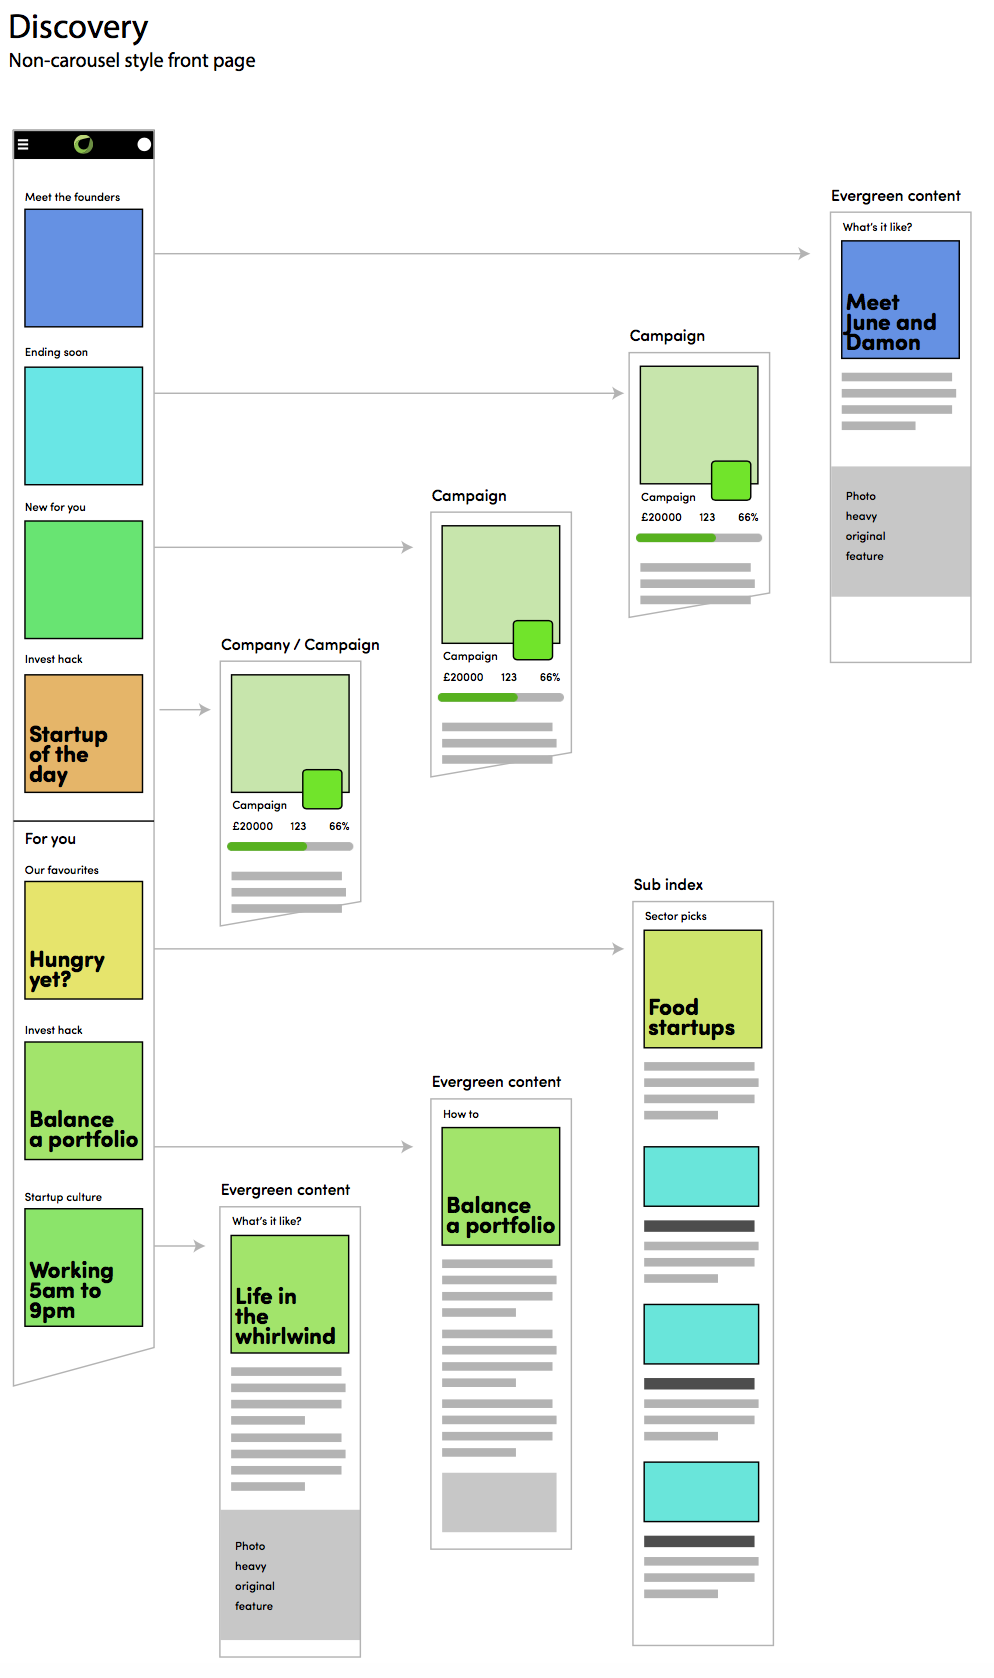 Discovery
Non-carousel style front page
Meet the founders
Ending soon
New for you
Invest hack
Startup
of the
day
For you
Our favourites
Hungry
yet?
Invest hack
Balance
a portfolio
Startup culture
Working
5am to
9pm
Company / Campaign
Campaign
£20000 123 66%
Campaign
Campaign
£20000 123 66%
Campaign
Campaign
£20000 123 66%
Evergreen content
What's it like?
Meet
June and
Damon
Photo
heavy
original
feature
Evergreen content
What's it like?
Life in
the
whirlwind
Photo
heavy
original
feature
Evergreen content
How to
Balance
a portfolio
Sub index
Sector picks
Food
startups